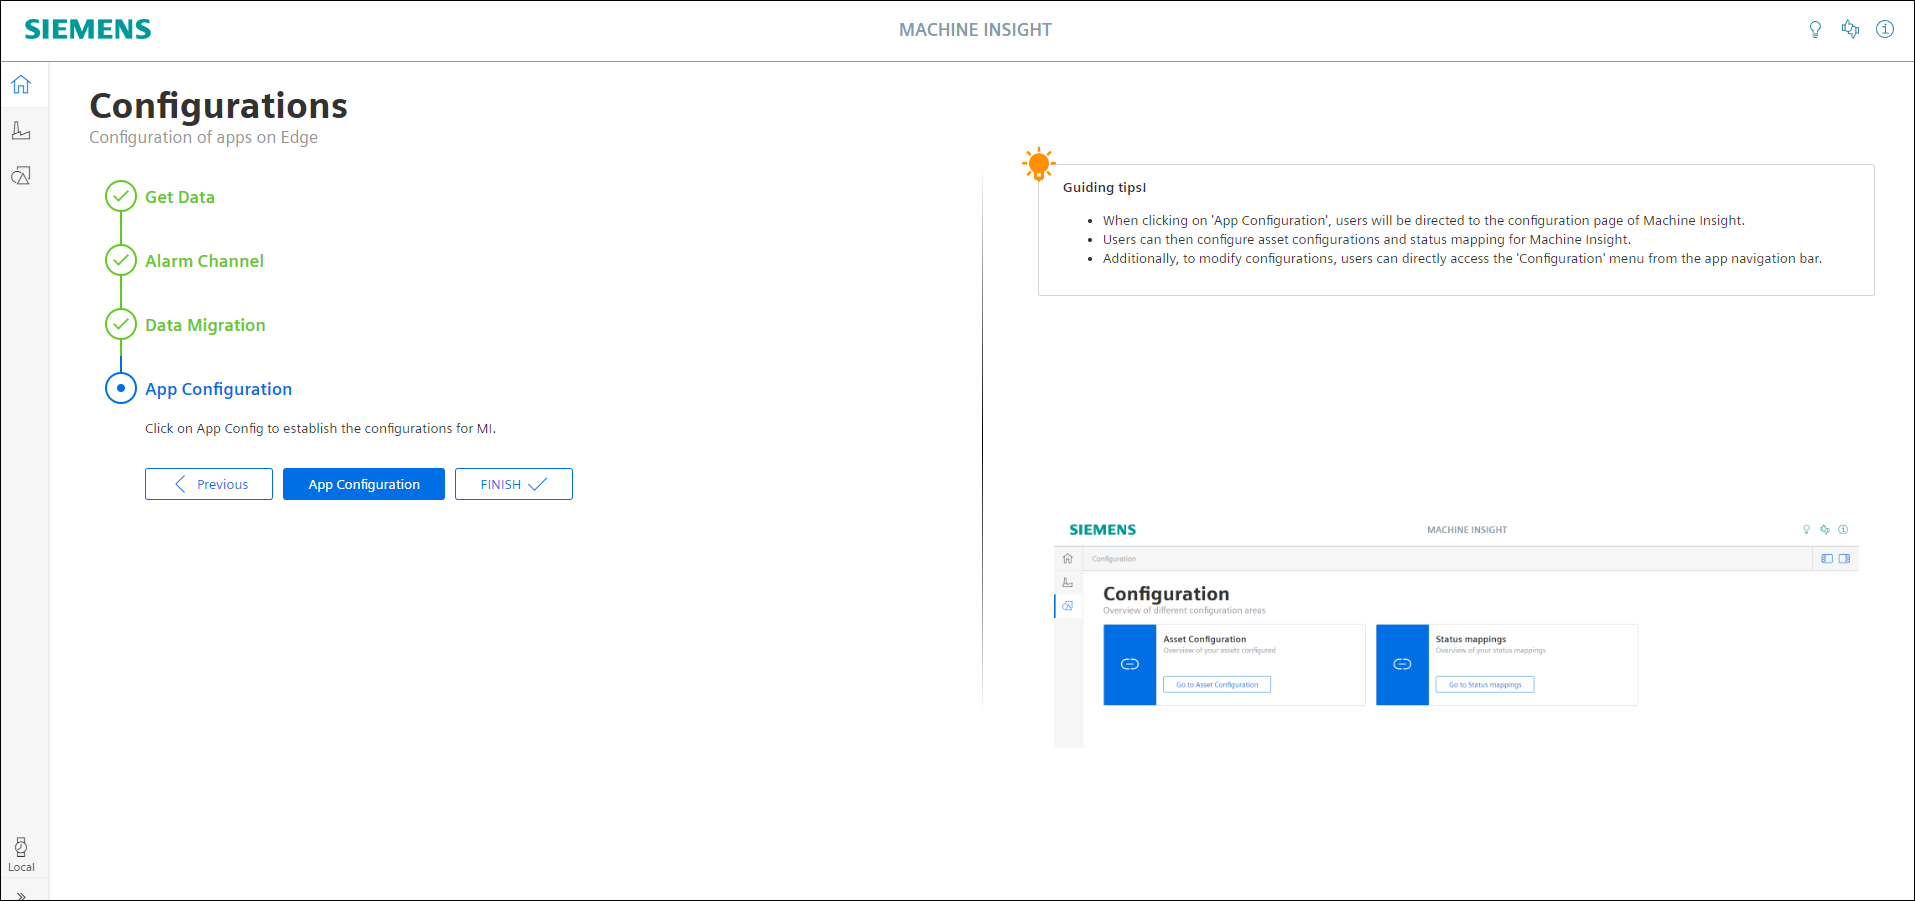 SIEMENS
MACHINE INSIGHT
Configurations
Configuration of apps on Edge
Get Data
Alarm Channel
Data Migration
App Configuration
Click on App Config to establish the configurations for MI.
Previous
App Configuration
FINISH
Guiding tips!
• When clicking on 'App Configuration', users will be directed to the configuration page of Machine Insight.
• Users can then configure asset configurations and status mapping for Machine Insight.
• Additionally, to modify configurations, users can directly access the 'Configuration' menu from the app navigation bar.
SIEMENS
MACHINE INSIGHT
Configuration
Configuration
Overview of different configuration areas
Asset Configuration
Overview of your assets configured
Go to Asset Configuration
Status mappings
Overview of your status mappings
Go to Status mappings
Local